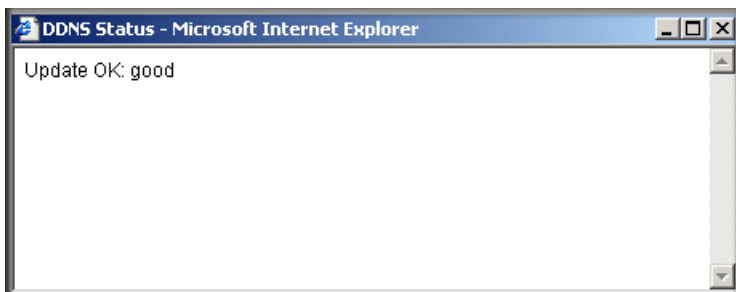 DDNS Status - Microsoft Internet Explorer
Update OK: good